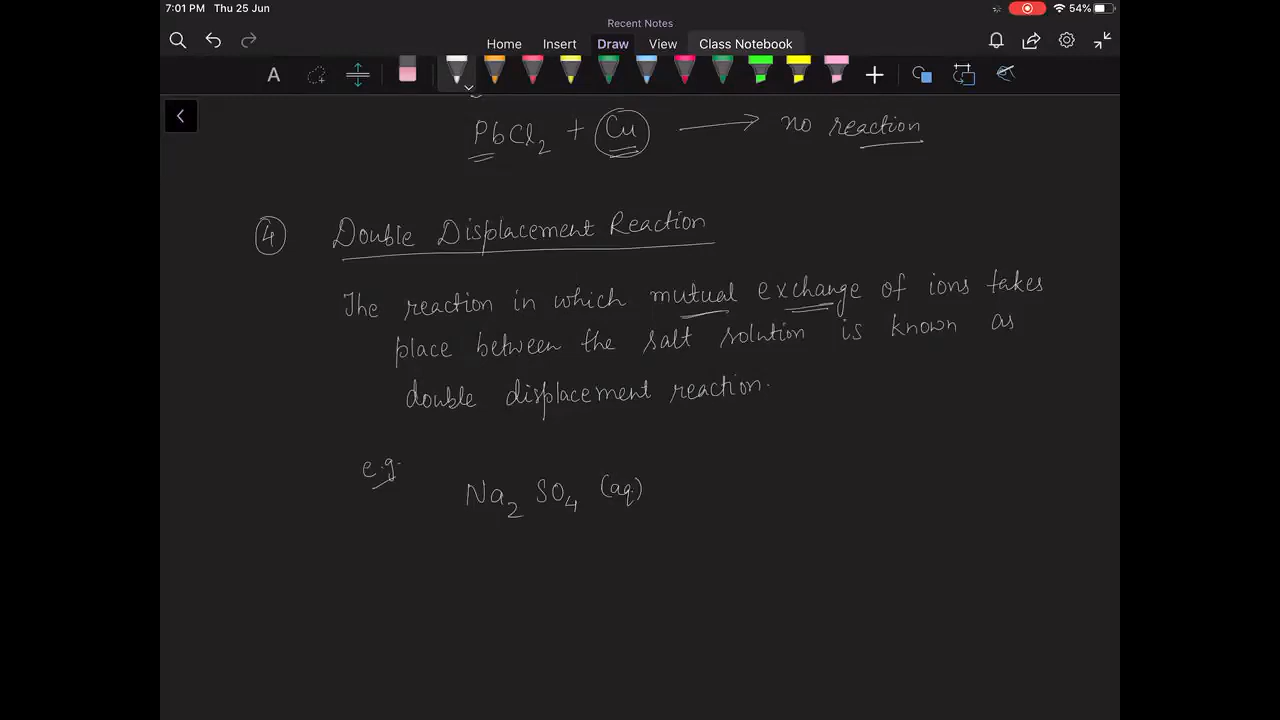 7:01 PM Thu 25 Jun
54%
Recent Notes
Home Insert Draw View Class Notebook
A
PbCl2 + Cu → no reaction
4 Double Displacement Reaction
The reaction in which mutual exchange of ions takes
place between the salt solution is known as
double displacement reaction.
e.g.
Na2 SO4 (aq)